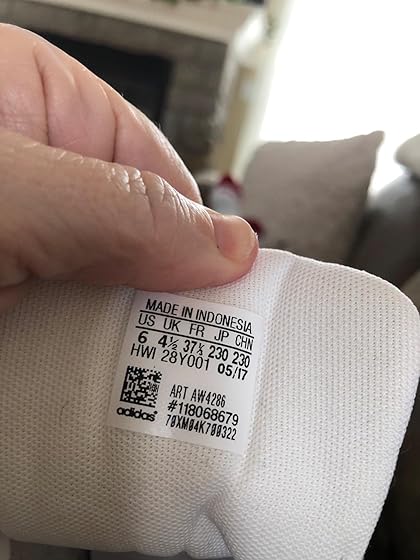 MADE IN INDONESIA
US UK FR JP CHN
6 4½ 37⅓ 230 230
HWI 28Y001 05/17
ART AW4286
#118068679
adidas® 70XM04K700322